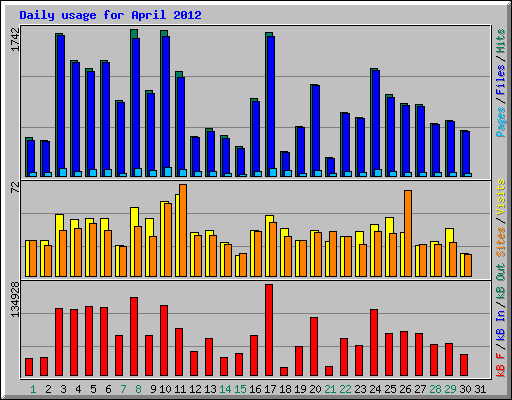 Daily usage for April 2012
1742
Pages / Files / Hits
72
Sites / Visits
134928
kB F / kB In / kB Out
1 2 3 4 5 6 7 8 9 10 11 12 13 14 15 16 17 18 19 20 21 22 23 24 25 26 27 28 29 30 31